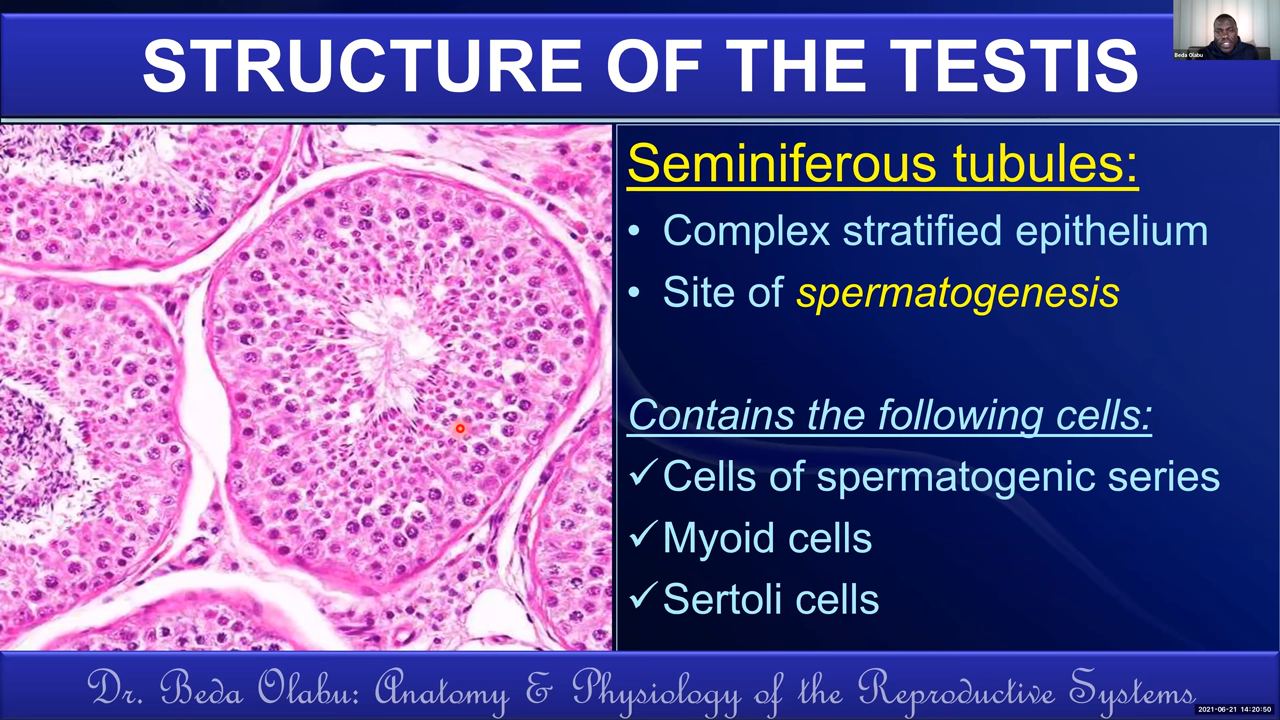 STRUCTURE OF THE TESTIS
Beda Olabu
Seminiferous tubules:
• Complex stratified epithelium
• Site of spermatogenesis
Contains the following cells:
✓Cells of spermatogenic series
✓Myoid cells
✓Sertoli cells
Dr. Beda Olabu: Anatomy & Physiology of the Reproductive Systems
2021-06-21 14:20:50